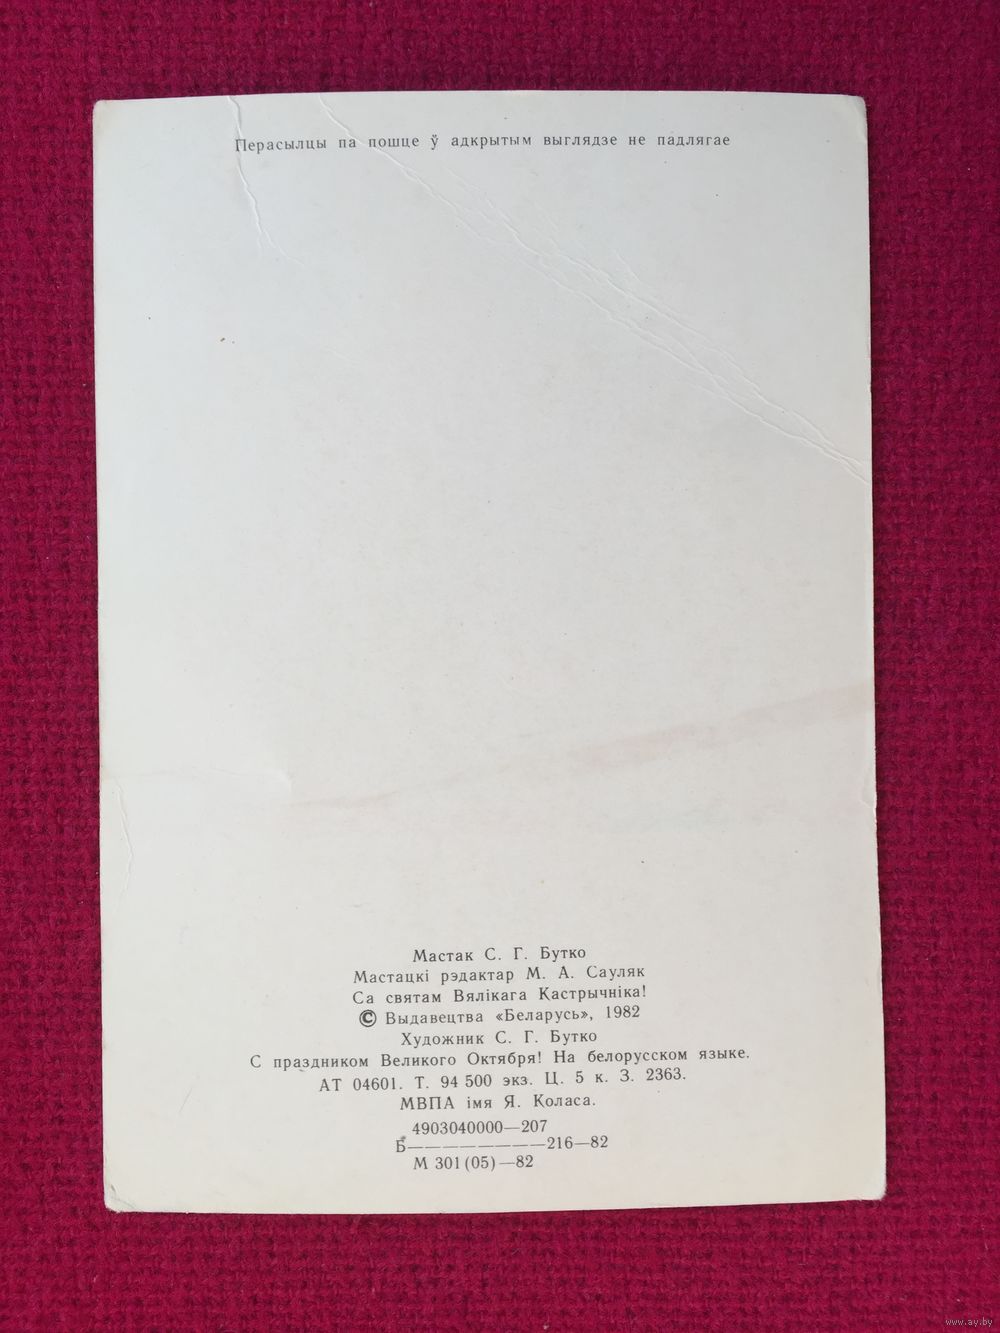 Перасылцы па пошце ў адкрытым выглядзе не падлягае
Мастак С. Г. Бутко
Мастацкі рэдактар М. А. Сауляк
Са святам Вялікага Кастрычніка!
© Выдавецтва «Беларусь», 1982
Художник С. Г. Бутко
С праздником Великого Октября! На белорусском языке.
АТ 04601. Т. 94 500 экз. Ц. 5 к. З. 2363.
МВПА імя Я. Коласа.
4903040000—207
Б————————216—82
М 301(05)—82
www.ay.by